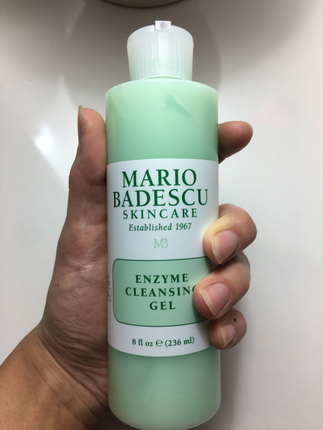 MARIO
BADESCU
SKINCARE
Established 1967
MB
ENZYME
CLEANSING
GEL
8 fl oz ℮ (236 ml)